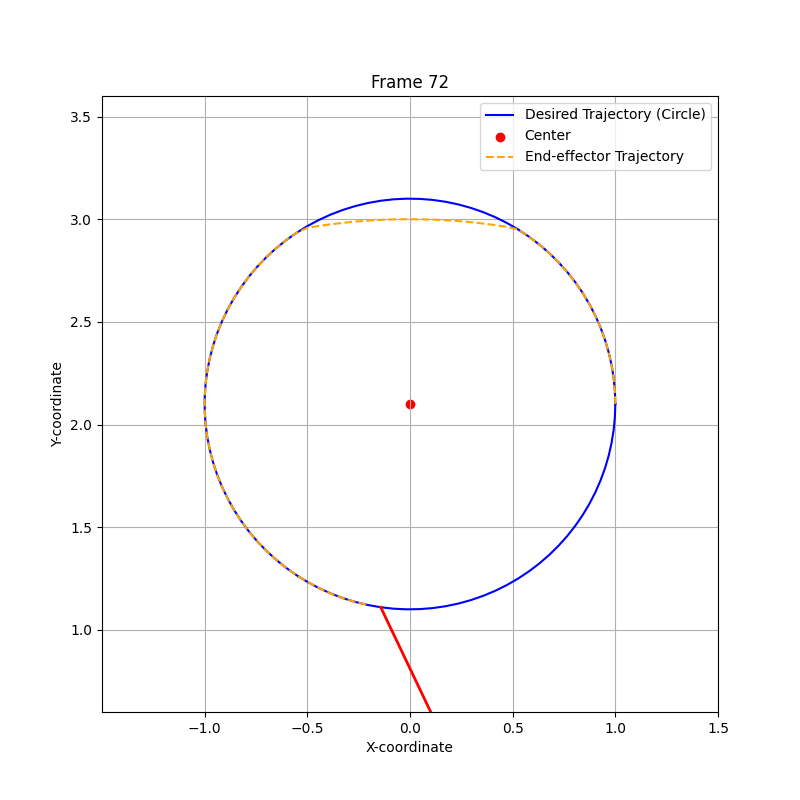 Frame 72
Desired Trajectory (Circle)
Center
End-effector Trajectory
3.5
3.0
2.5
2.0
1.5
1.0
Y-coordinate
−1.0 −0.5 0.0 0.5 1.0 1.5
X-coordinate